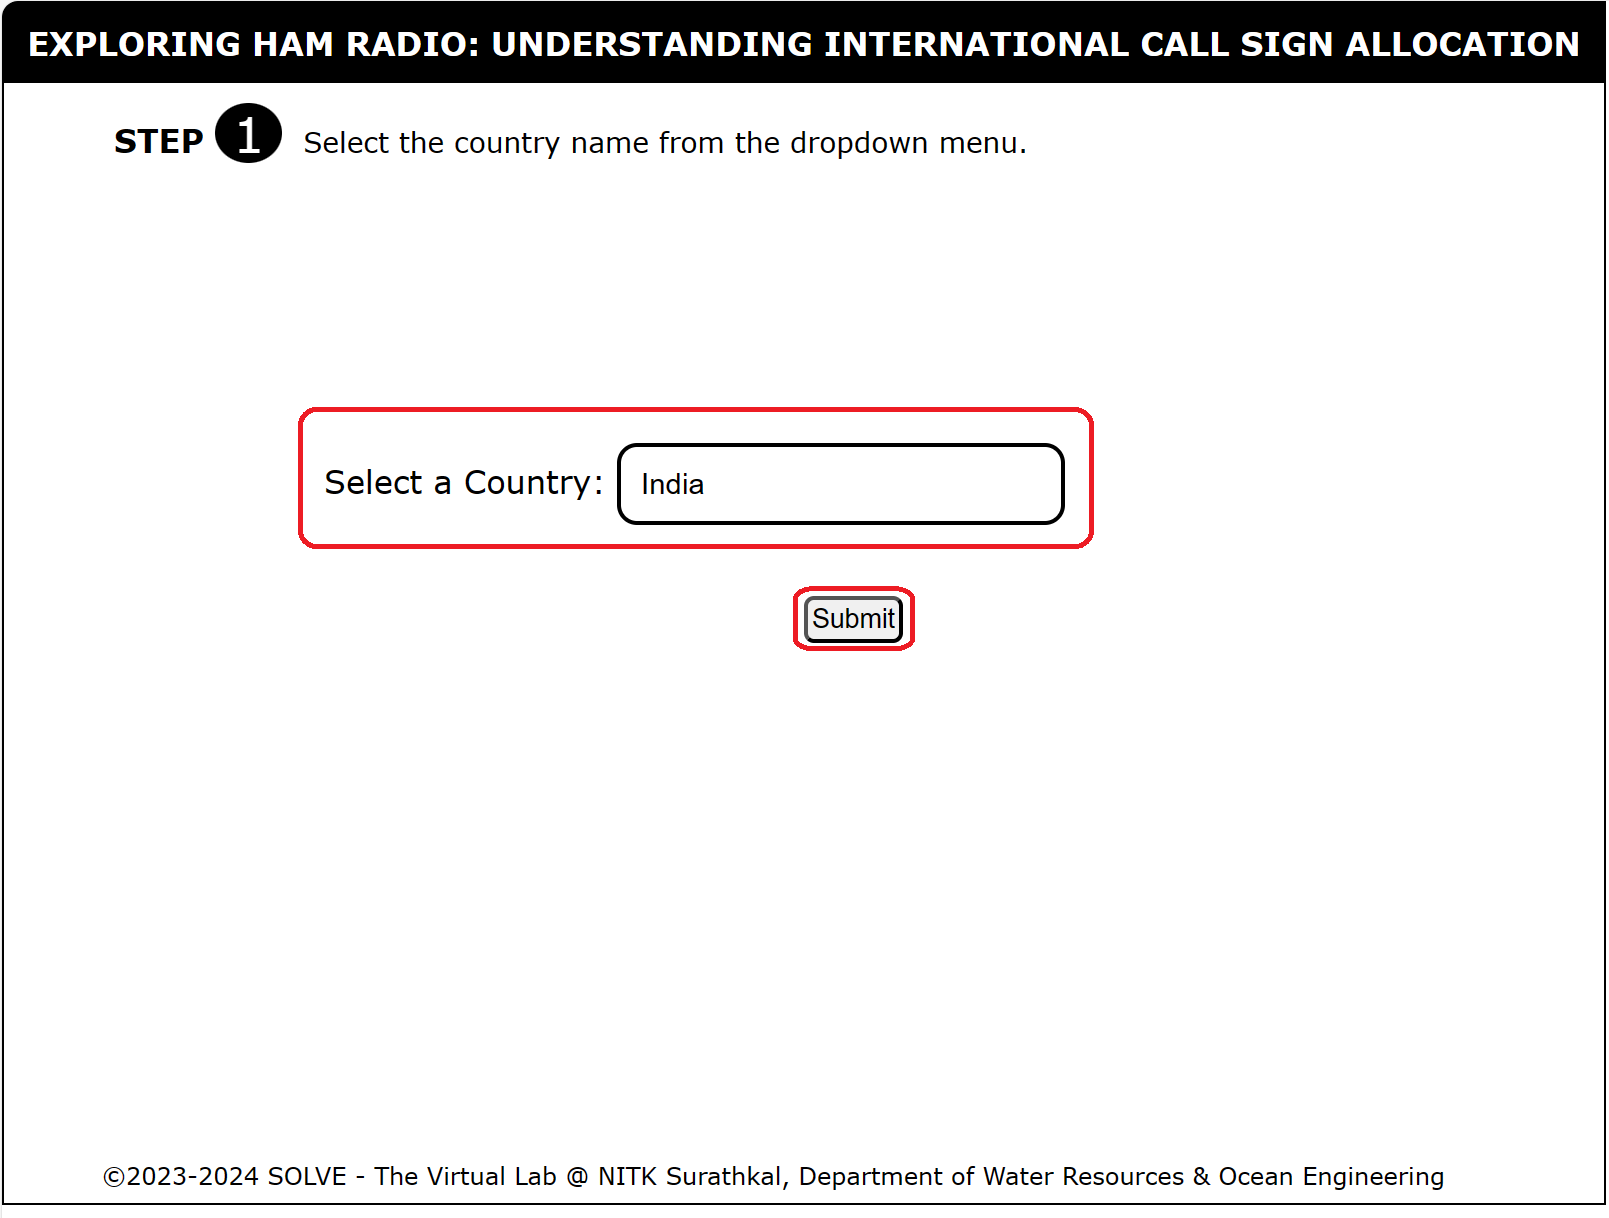 EXPLORING HAM RADIO: UNDERSTANDING INTERNATIONAL CALL SIGN ALLOCATION
STEP 1 Select the country name from the dropdown menu.
Select a Country: India
Submit
©2023-2024 SOLVE - The Virtual Lab @ NITK Surathkal, Department of Water Resources & Ocean Engineering